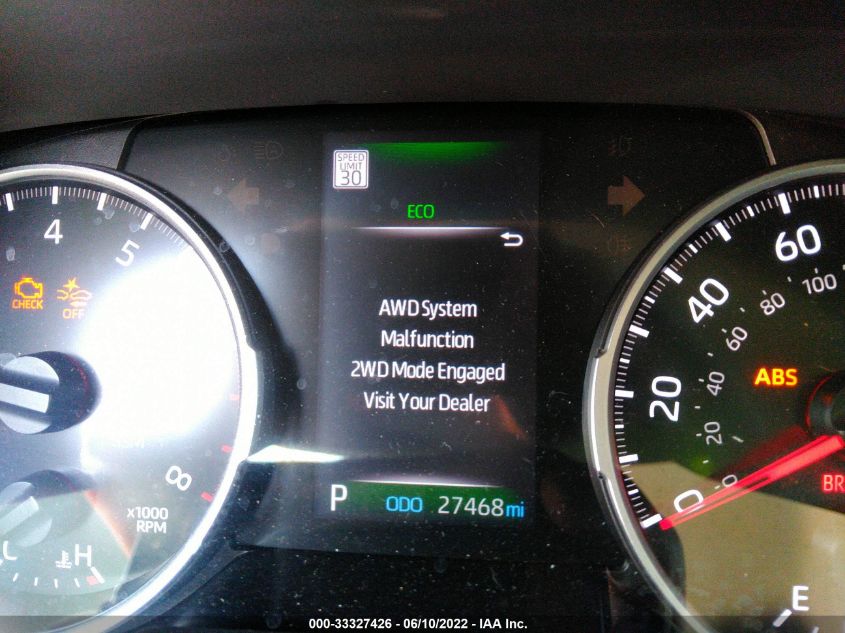 SPEED
LIMIT
30
ECO
AWD System
Malfunction
2WD Mode Engaged
Visit Your Dealer
P ODO 27468 mi
4
5
8
CHECK
OFF
x1000
RPM
C
H
0
20
40
60
0
20
40
60
80
100
ABS
BR
E
000-33327426 - 06/10/2022 - IAA Inc.